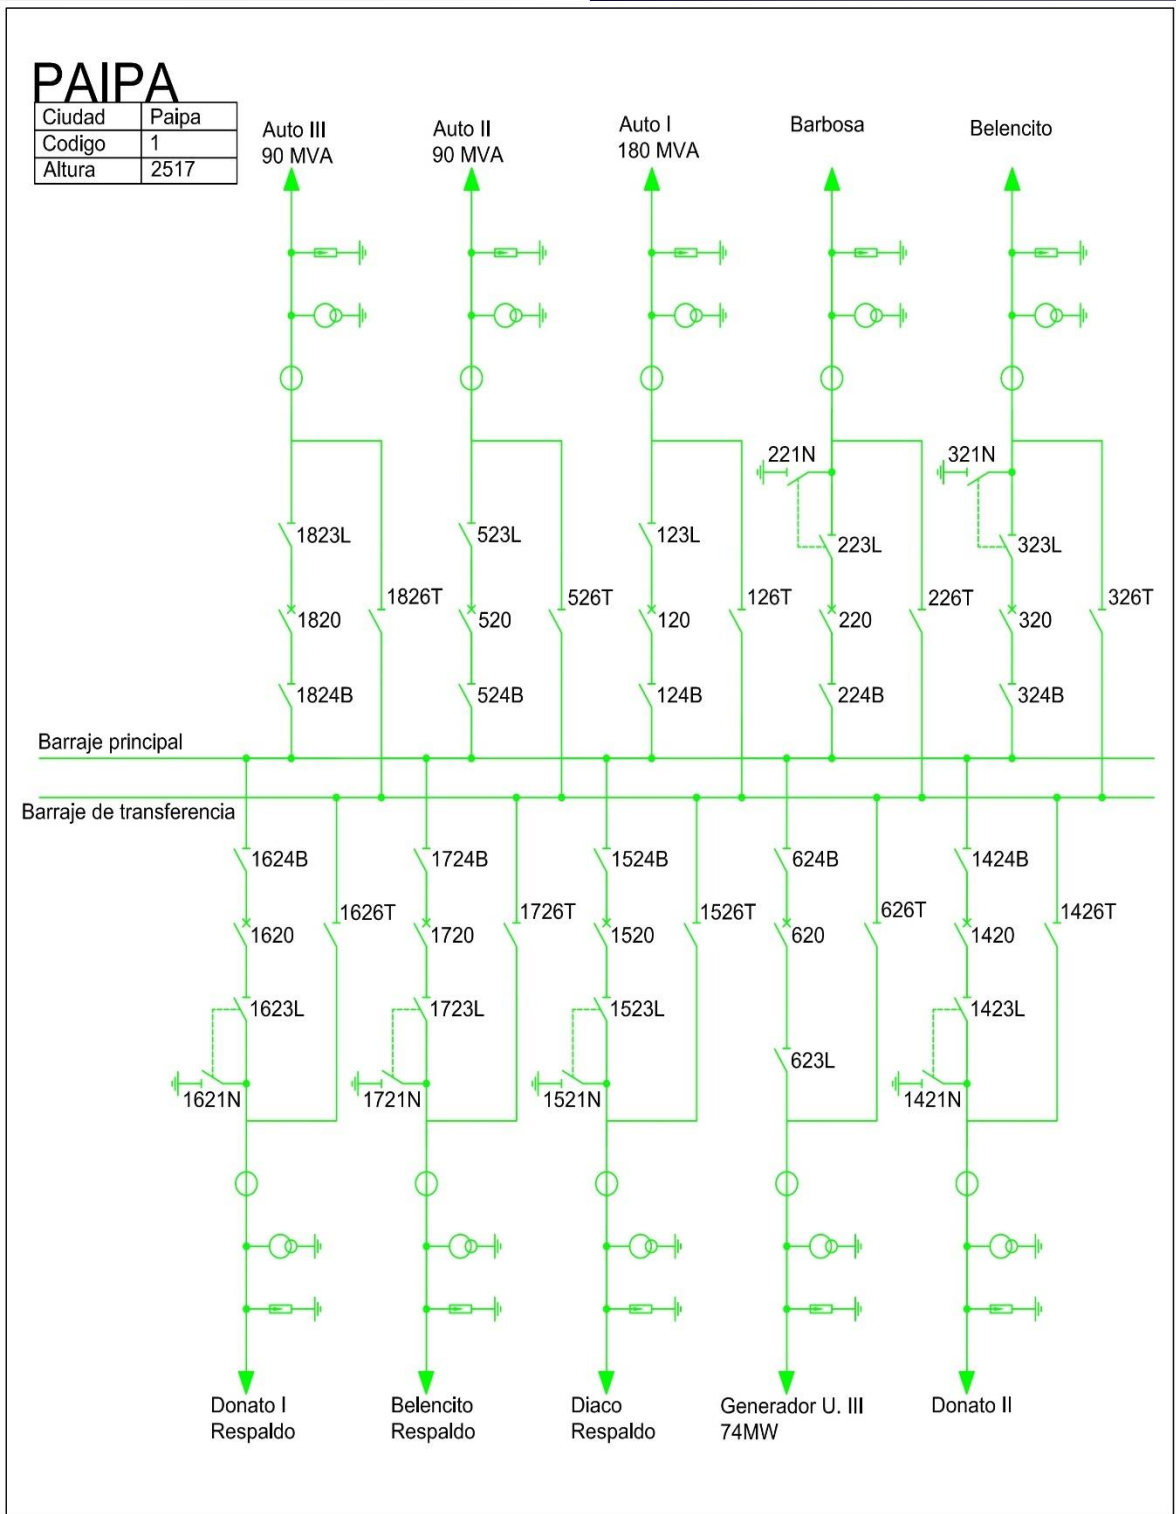 PAIPA
Ciudad Paipa
Codigo 1
Altura 2517
Auto III
90 MVA
Auto II
90 MVA
Auto I
180 MVA
Barbosa
Belencito
221N
321N
1823L
523L
123L
223L
323L
1826T
526T
126T
226T
326T
1820
520
120
220
320
1824B
524B
124B
224B
324B
Barraje principal
Barraje de transferencia
1624B
1724B
1524B
624B
1424B
1626T
1726T
1526T
626T
1426T
1620
1720
1520
620
1420
1623L
1723L
1523L
1423L
623L
1621N
1721N
1521N
1421N
Donato I
Respaldo
Belencito
Respaldo
Diaco
Respaldo
Generador U. III
74MW
Donato II